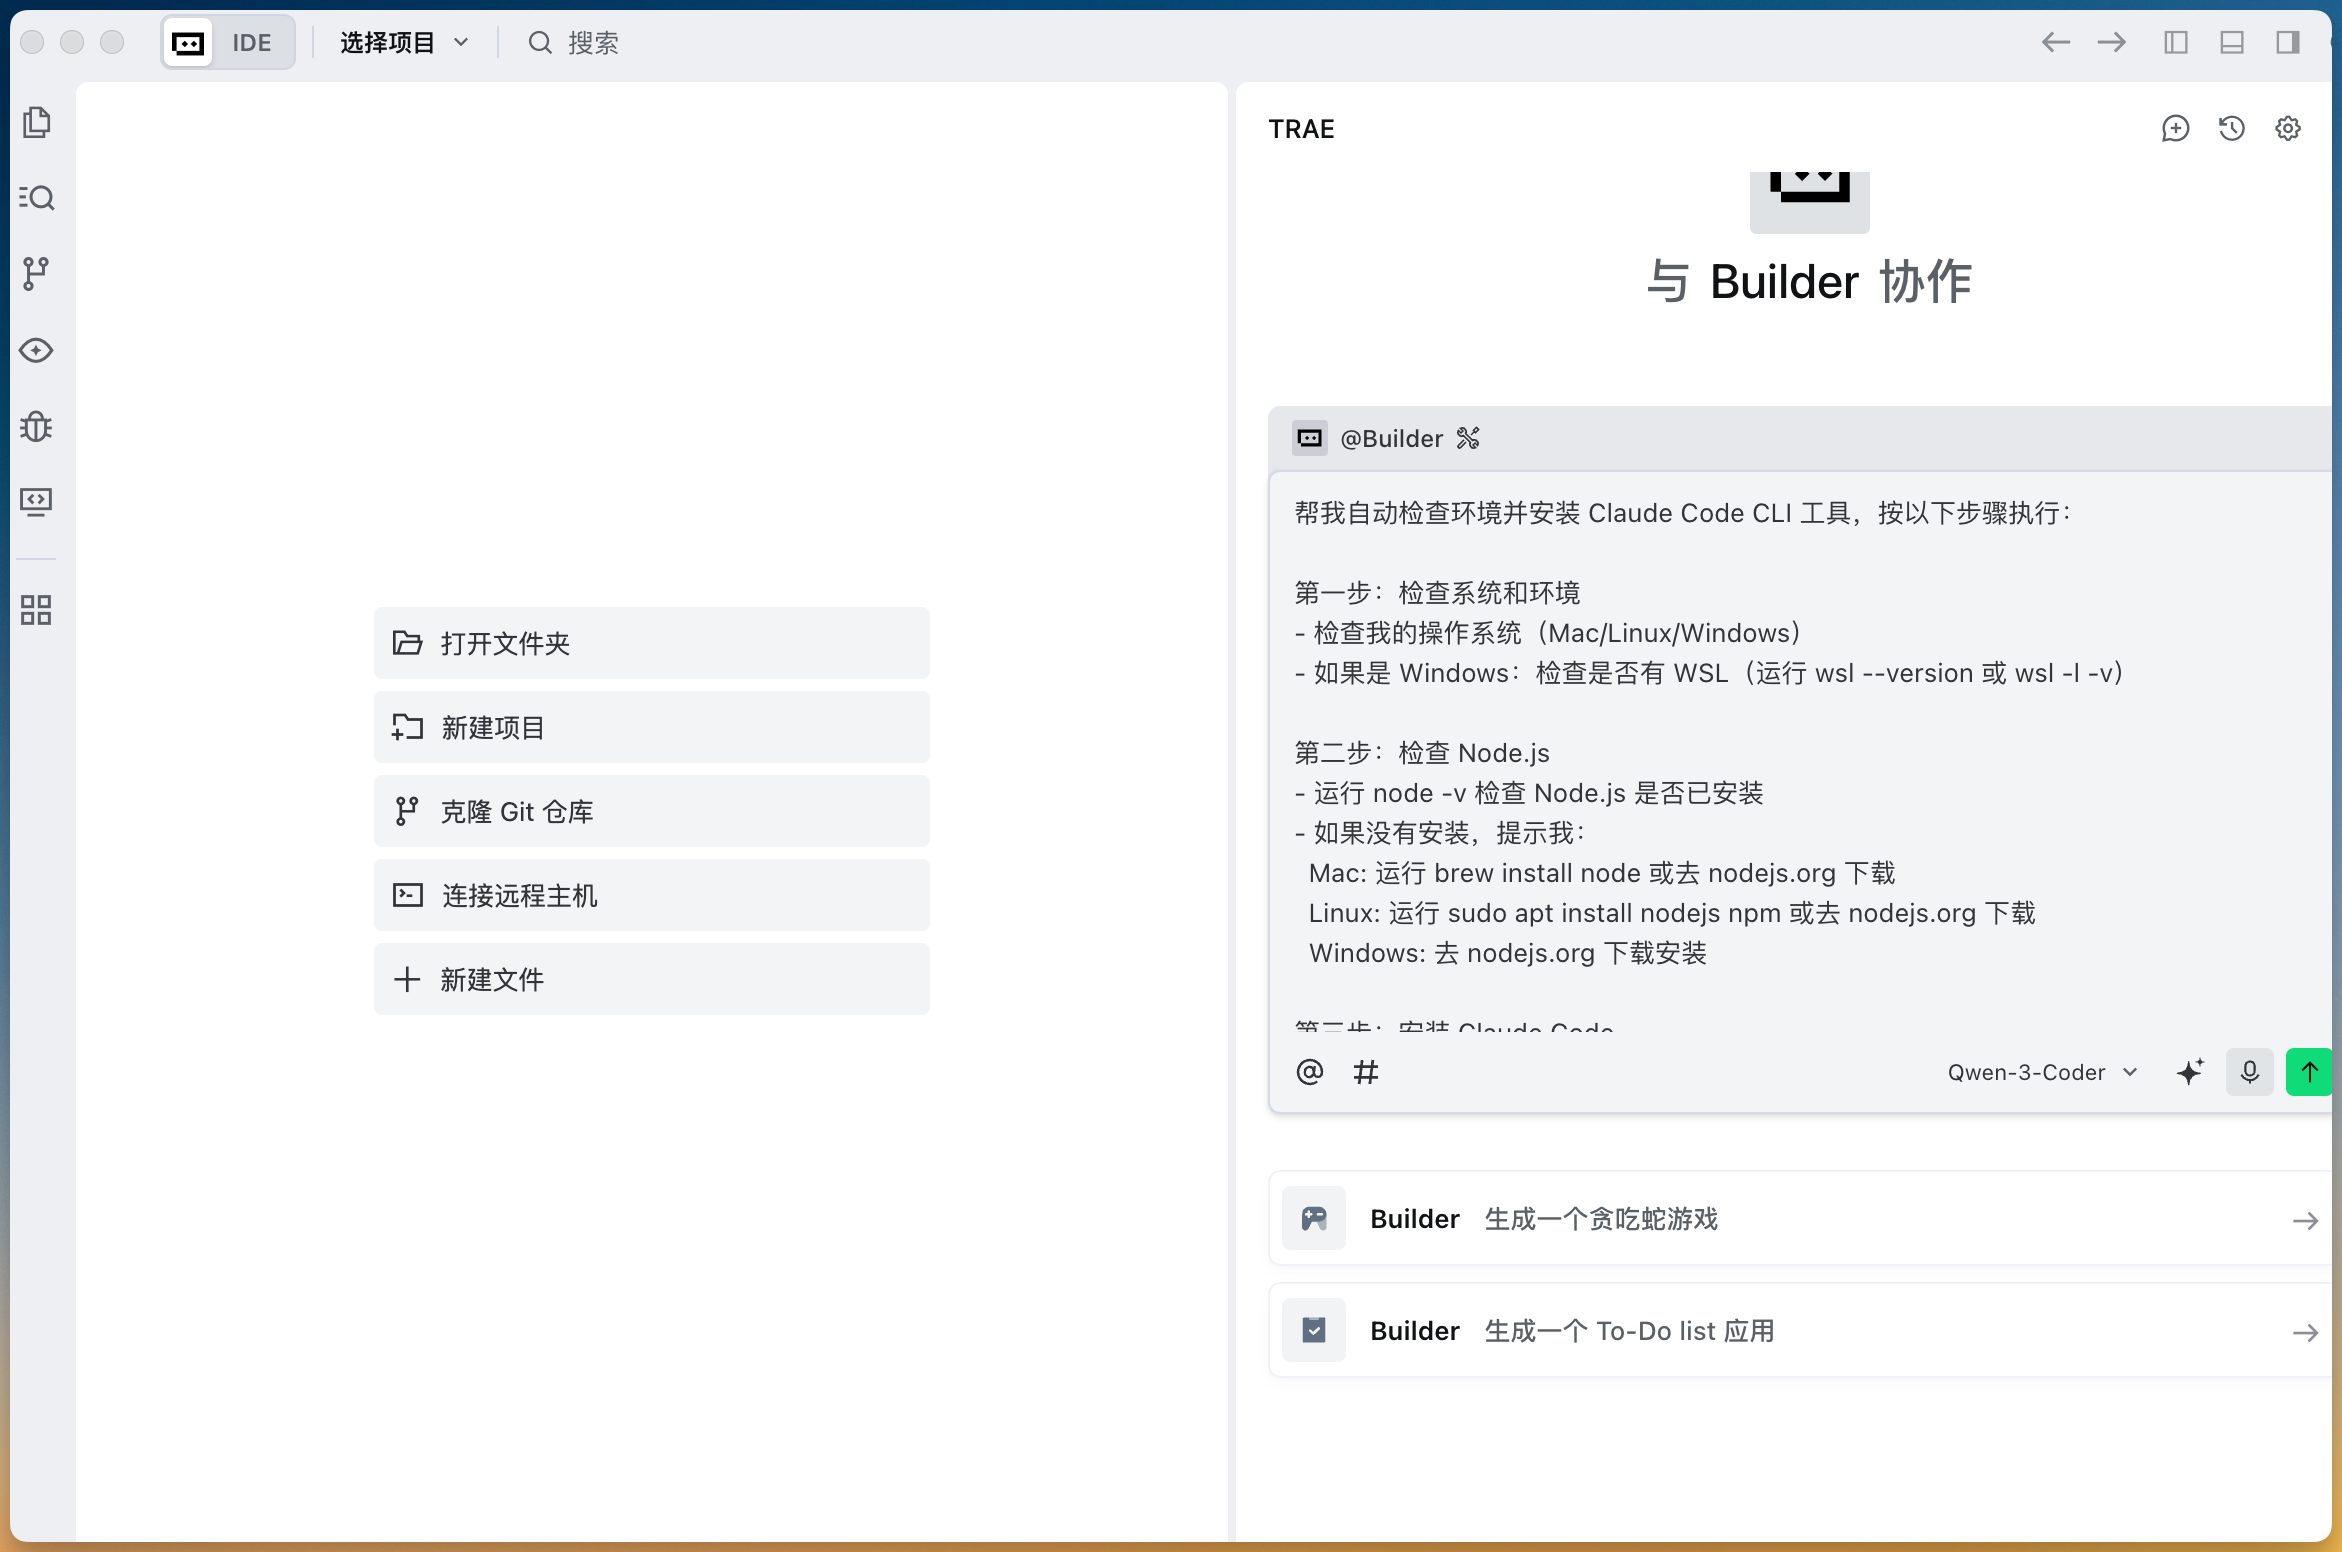 IDE
选择项目
搜索
打开文件夹
新建项目
克隆 Git 仓库
连接远程主机
新建文件
TRAE
与 Builder 协作
@Builder
帮我自动检查环境并安装 Claude Code CLI 工具，按以下步骤执行：
第一步：检查系统和环境
- 检查我的操作系统（Mac/Linux/Windows）
- 如果是 Windows：检查是否有 WSL（运行 wsl --version 或 wsl -l -v）
第二步：检查 Node.js
- 运行 node -v 检查 Node.js 是否已安装
- 如果没有安装，提示我：
Mac: 运行 brew install node 或去 nodejs.org 下载
Linux: 运行 sudo apt install nodejs npm 或去 nodejs.org 下载
Windows: 去 nodejs.org 下载安装
第三步：安装 Claude Code
@ #
Qwen-3-Coder
Builder 生成一个贪吃蛇游戏
Builder 生成一个 To-Do list 应用